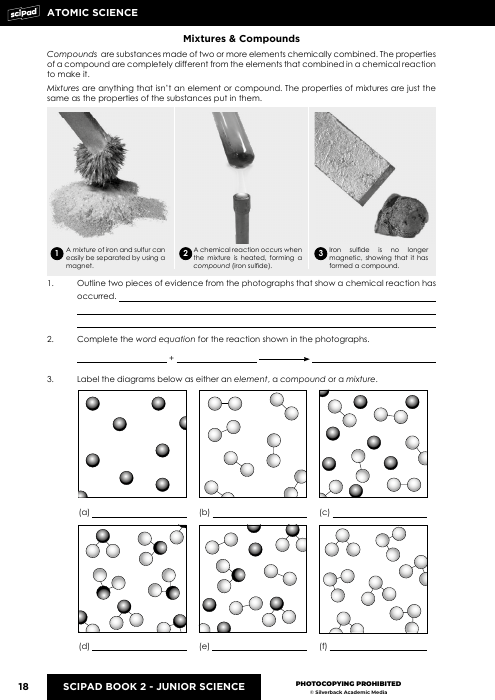 scipad ATOMIC SCIENCE
Mixtures & Compounds
Compounds are substances made of two or more elements chemically combined. The properties
of a compound are completely different from the elements that combined in a chemical reaction
to make it.
Mixtures are anything that isn't an element or compound. The properties of mixtures are just the
same as the properties of the substances put in them.
1 A mixture of iron and sulfur can
easily be separated by using a
magnet.
2 A chemical reaction occurs when
the mixture is heated, forming a
compound (iron sulfide).
3 Iron sulfide is no longer
magnetic, showing that it has
formed a compound.
1. Outline two pieces of evidence from the photographs that show a chemical reaction has
occurred.
2. Complete the word equation for the reaction shown in the photographs.
+
3. Label the diagrams below as either an element, a compound or a mixture.
(a)
(b)
(c)
(d)
(e)
(f)
18
SCIPAD BOOK 2 - JUNIOR SCIENCE
PHOTOCOPYING PROHIBITED
© Silverback Academic Media